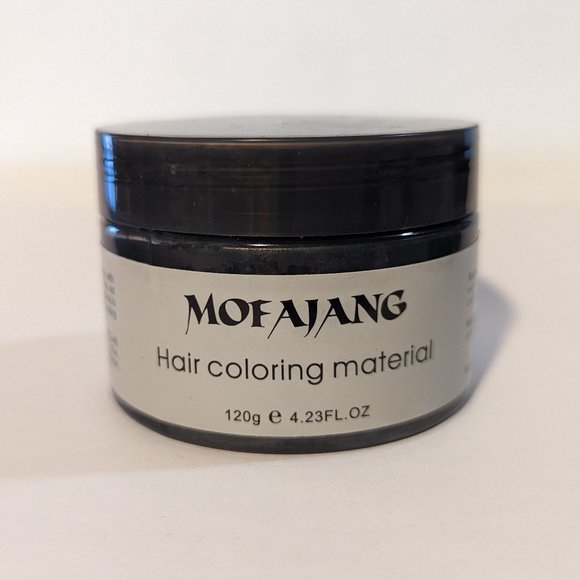 MOFAJANG
Hair coloring material
120g ℮ 4.23FL.OZ